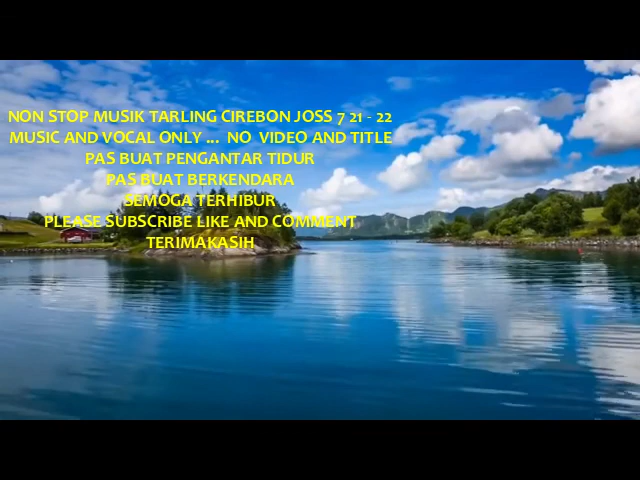 NON STOP MUSIK TARLING CIREBON JOSS 7 21 - 22
MUSIC AND VOCAL ONLY ... NO VIDEO AND TITLE
PAS BUAT PENGANTAR TIDUR
PAS BUAT BERKENDARA
SEMOGA TERHIBUR
PLEASE SUBSCRIBE LIKE AND COMMENT
TERIMAKASIH